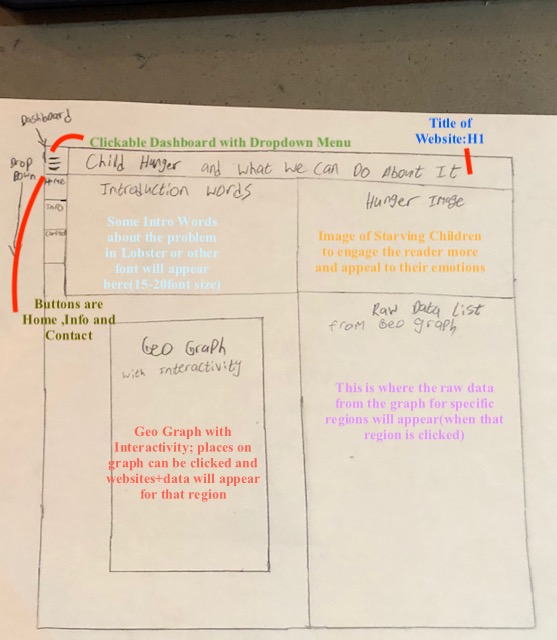 Dashboard
Title of
Website:H1
Clickable Dashboard with Dropdown Menu
Drop
Down
Child Hunger and What We Can Do About It
Home
Info
Contact
Introduction Words
Hunger Image
Some Intro Words
about the problem
in Lobster or other
font will appear
here(15-20font size)
Image of Starving Children
to engage the reader more
and appeal to their emotions
Buttons are
Home ,Info and
Contact
Raw Data List
from Geo graph
Geo Graph
with Interactivity
This is where the raw data
from the graph for specific
regions will appear(when that
region is clicked)
Geo Graph with
Interactivity; places on
graph can be clicked and
websites+data will appear
for that region